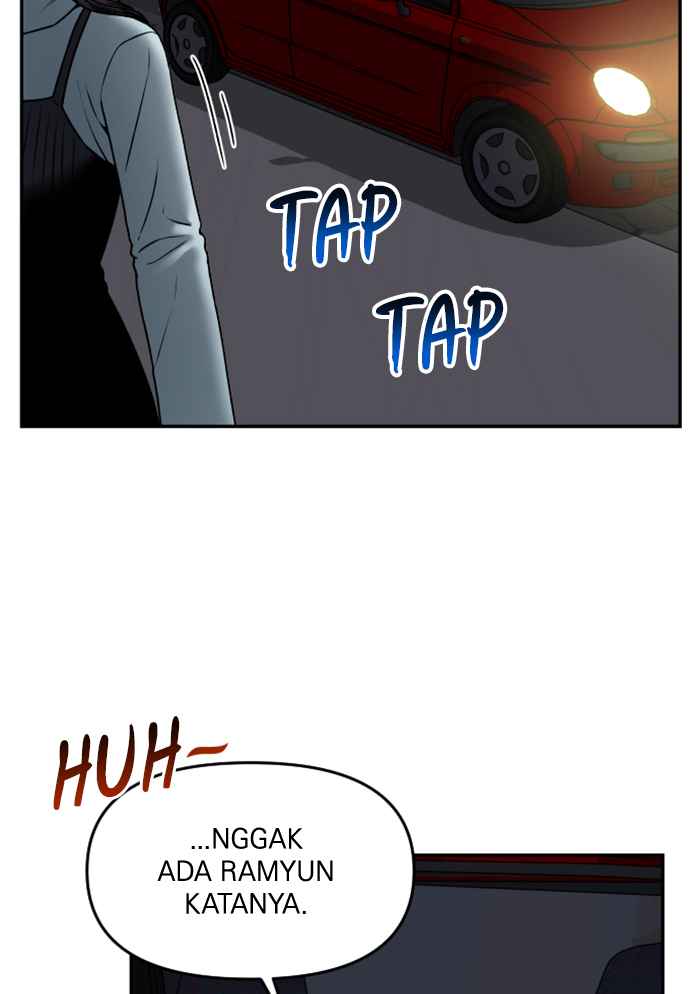 TAP
TAP
HUH~
...NGGAK
ADA RAMYUN
KATANYA.